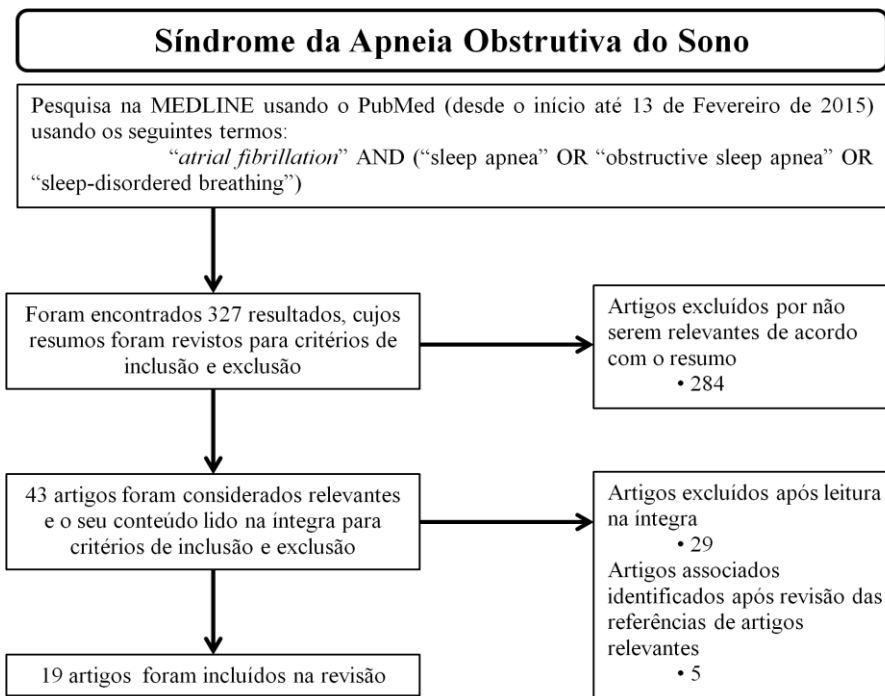 Síndrome da Apneia Obstrutiva do Sono
Pesquisa na MEDLINE usando o PubMed (desde o início até 13 de Fevereiro de 2015)
usando os seguintes termos:
“atrial fibrillation” AND (“sleep apnea” OR “obstructive sleep apnea” OR
“sleep-disordered breathing”)
Foram encontrados 327 resultados, cujos
resumos foram revistos para critérios de
inclusão e exclusão
Artigos excluídos por não
serem relevantes de acordo
com o resumo
• 284
43 artigos foram considerados relevantes
e o seu conteúdo lido na íntegra para
critérios de inclusão e exclusão
Artigos excluídos após leitura
na íntegra
• 29
Artigos associados
identificados após revisão das
referências de artigos
relevantes
• 5
19 artigos foram incluídos na revisão